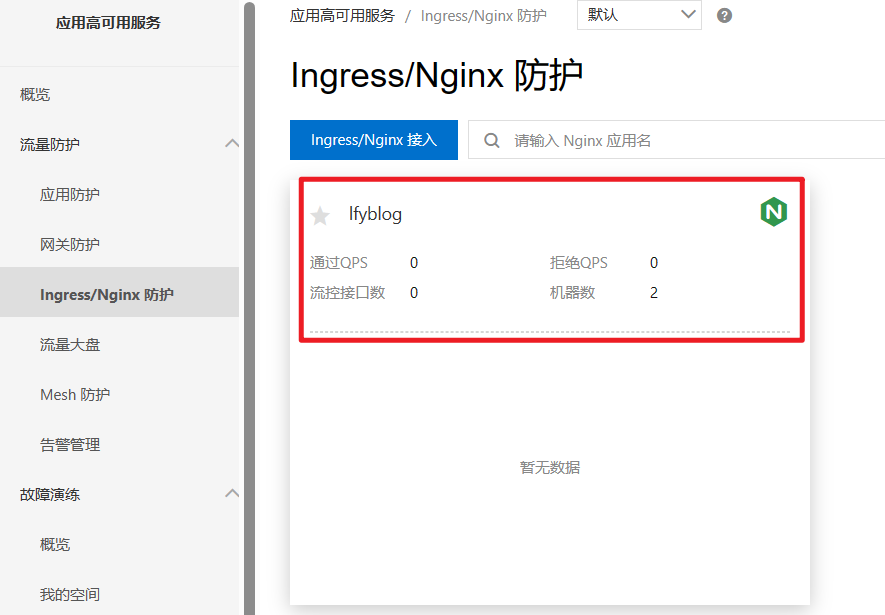 应用高可用服务
概览
流量防护
应用防护
网关防护
Ingress/Nginx 防护
流量大盘
Mesh 防护
告警管理
故障演练
概览
我的空间
应用高可用服务 / Ingress/Nginx 防护 默认 ?
Ingress/Nginx 防护
Ingress/Nginx 接入 请输入 Nginx 应用名
lfyblog N
通过QPS 0 拒绝QPS 0
流控接口数 0 机器数 2
暂无数据